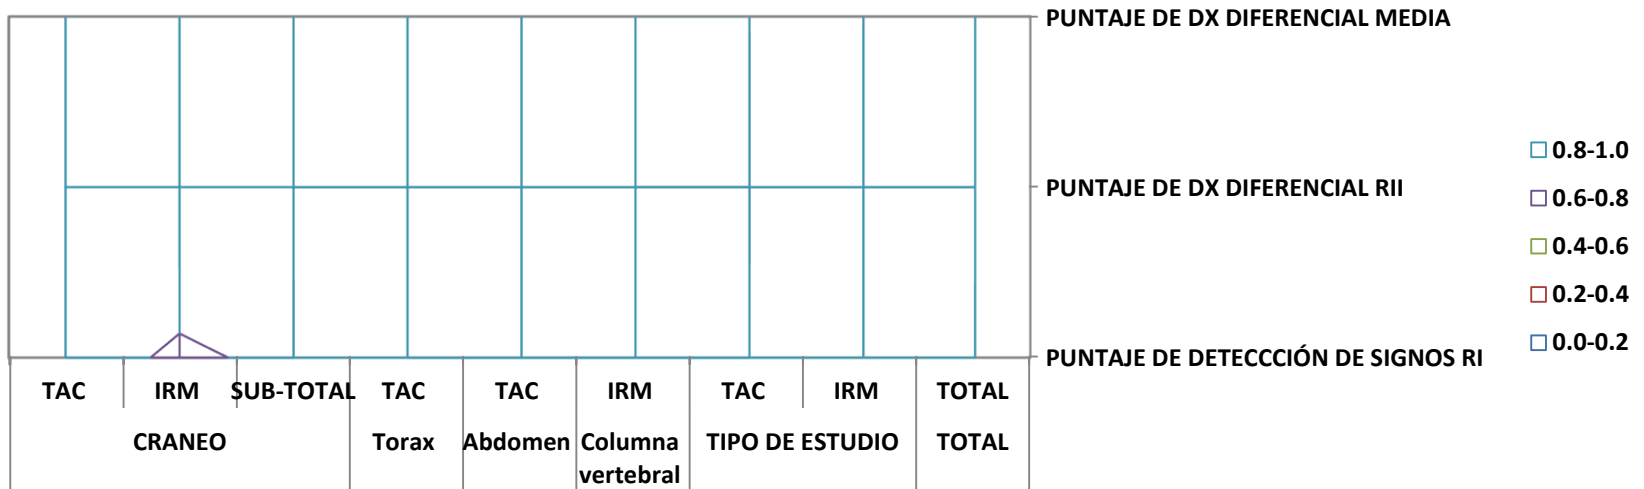 PUNTAJE DE DX DIFERENCIAL MEDIA
PUNTAJE DE DX DIFERENCIAL RII
PUNTAJE DE DETECCCIÓN DE SIGNOS RI
0.8-1.0
0.6-0.8
0.4-0.6
0.2-0.4
0.0-0.2
TAC IRM SUB-TOTAL TAC TAC IRM TAC IRM TOTAL
CRANEO Torax Abdomen Columna TIPO DE ESTUDIO TOTAL
vertebral